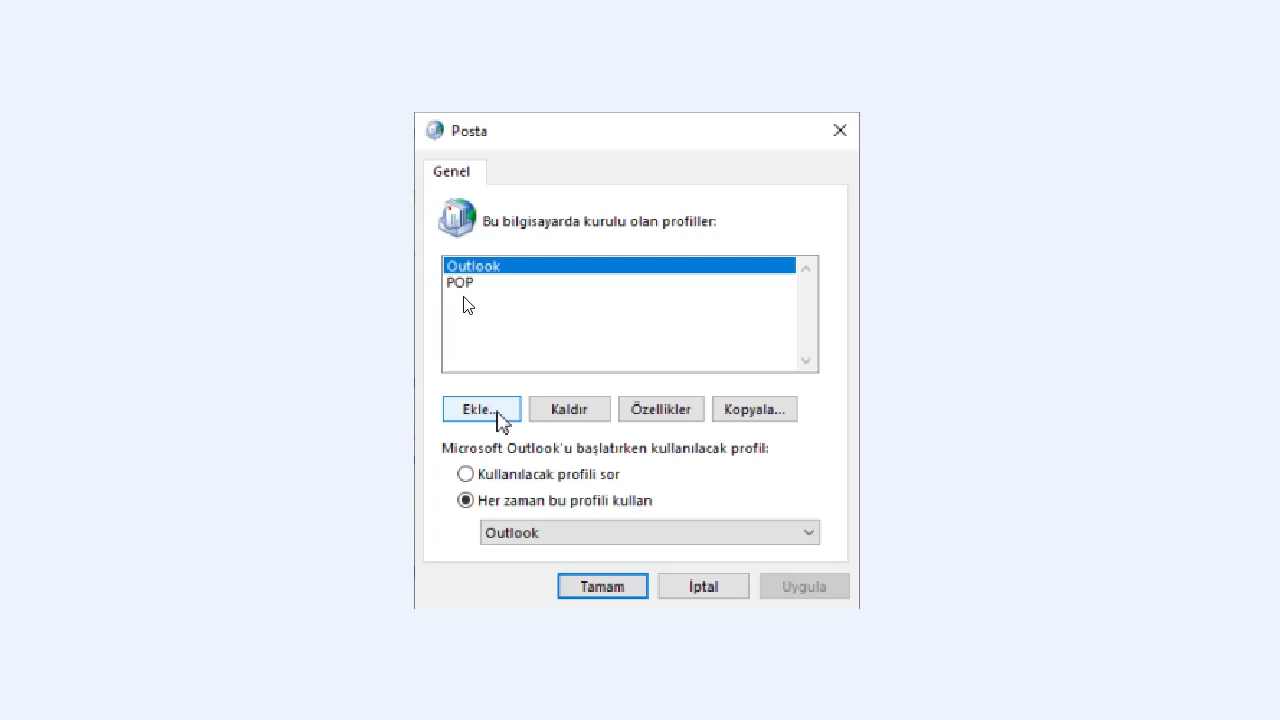 Posta
Genel
Bu bilgisayarda kurulu olan profiller:
Outlook
POP
Ekle... Kaldır Özellikler Kopyala...
Microsoft Outlook'u başlatırken kullanılacak profil:
Kullanılacak profili sor
Her zaman bu profili kullan
Outlook
Tamam İptal Uygula